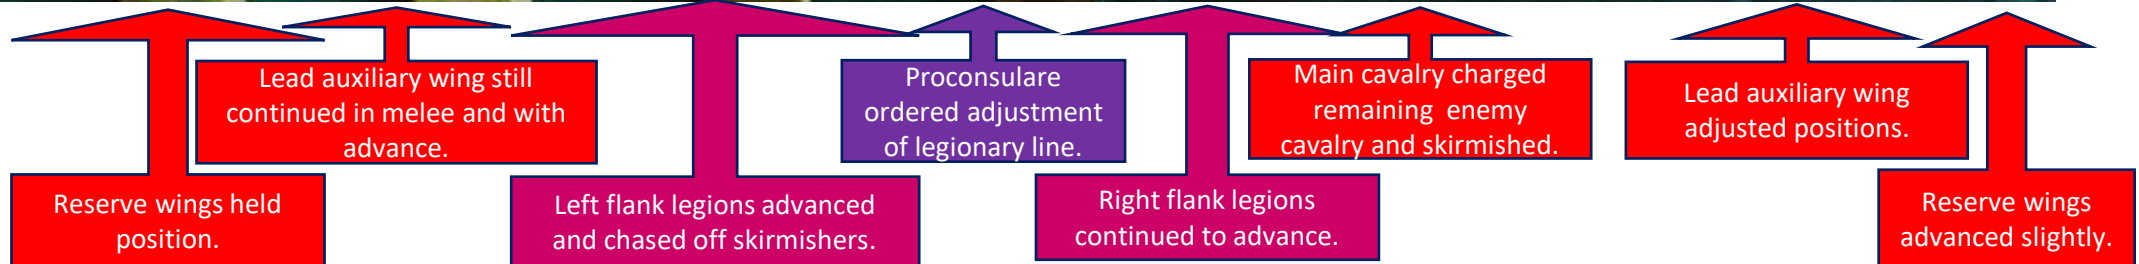 Reserve wings held
position.
Lead auxiliary wing still
continued in melee and with
advance.
Left flank legions advanced
and chased off skirmishers.
Proconsulare
ordered adjustment
of legionary line.
Right flank legions
continued to advance.
Main cavalry charged
remaining enemy
cavalry and skirmished.
Lead auxiliary wing
adjusted positions.
Reserve wings
advanced slightly.